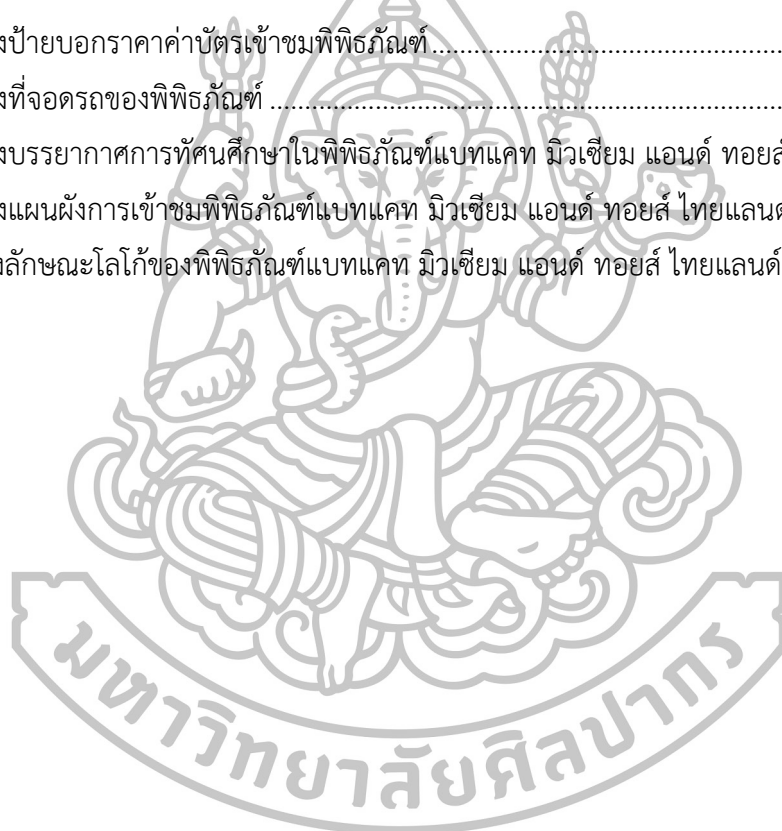 งป้ายบอกราคาค่าบัตรเข้าชมพิพิธภัณฑ์
งที่จอดรถของพิพิธภัณฑ์
งบรรยากาศการทัศนศึกษาในพิพิธภัณฑ์แบทแคท มิวเซียม แอนด์ ทอยส์
งแผนผังการเข้าชมพิพิธภัณฑ์แบทแคท มิวเซียม แอนด์ ทอยส์ ไทยแลนด์
งลักษณะโลโก้ของพิพิธภัณฑ์แบทแคท มิวเซียม แอนด์ ทอยส์ ไทยแลนด์
มหาวิทยาลัยศิลปากร